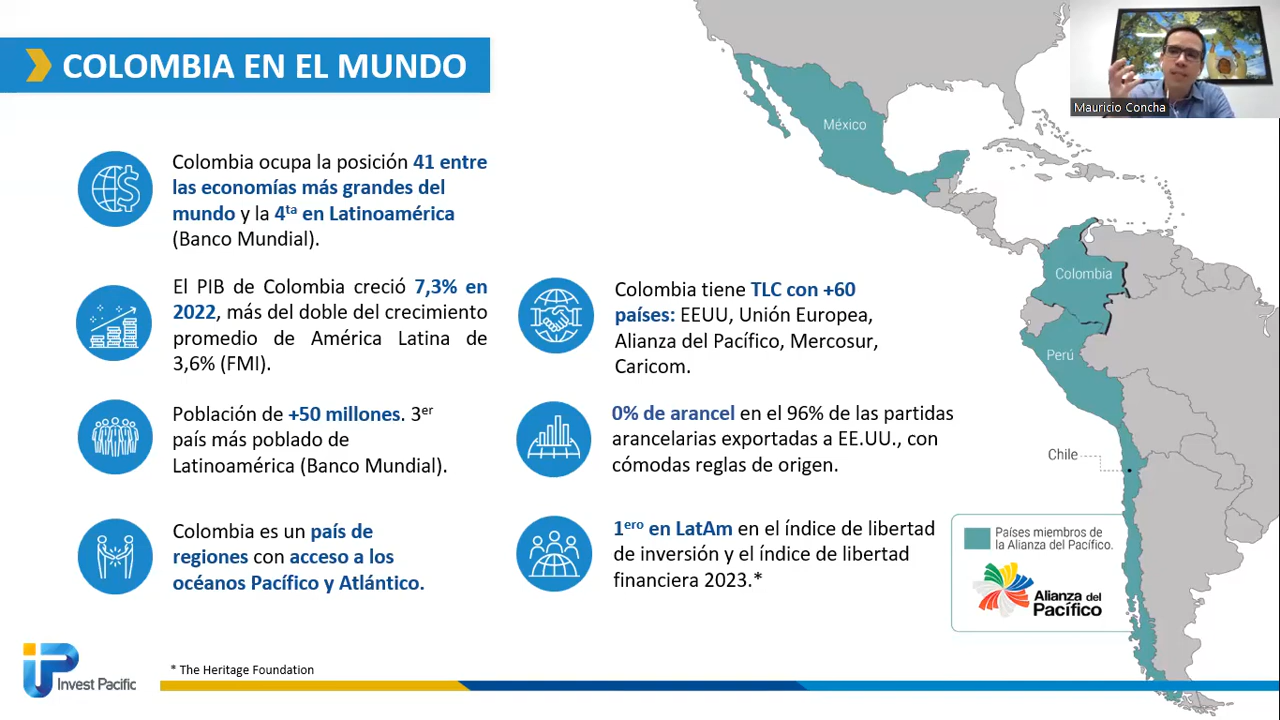 COLOMBIA EN EL MUNDO
Colombia ocupa la posición 41 entre
las economías más grandes del
mundo y la 4ta en Latinoamérica
(Banco Mundial).
El PIB de Colombia creció 7,3% en
2022, más del doble del crecimiento
promedio de América Latina de
3,6% (FMI).
Población de +50 millones. 3er
país más poblado de
Latinoamérica (Banco Mundial).
Colombia es un país de
regiones con acceso a los
océanos Pacífico y Atlántico.
Colombia tiene TLC con +60
países: EEUU, Unión Europea,
Alianza del Pacífico, Mercosur,
Caricom.
0% de arancel en el 96% de las partidas
arancelarias exportadas a EE.UU., con
cómodas reglas de origen.
1ero en LatAm en el índice de libertad
de inversión y el índice de libertad
financiera 2023.*
México
Colombia
Perú
Chile
Países miembros de
la Alianza del Pacífico.
Alianza del
Pacífico
Mauricio Concha
Invest Pacific
* The Heritage Foundation